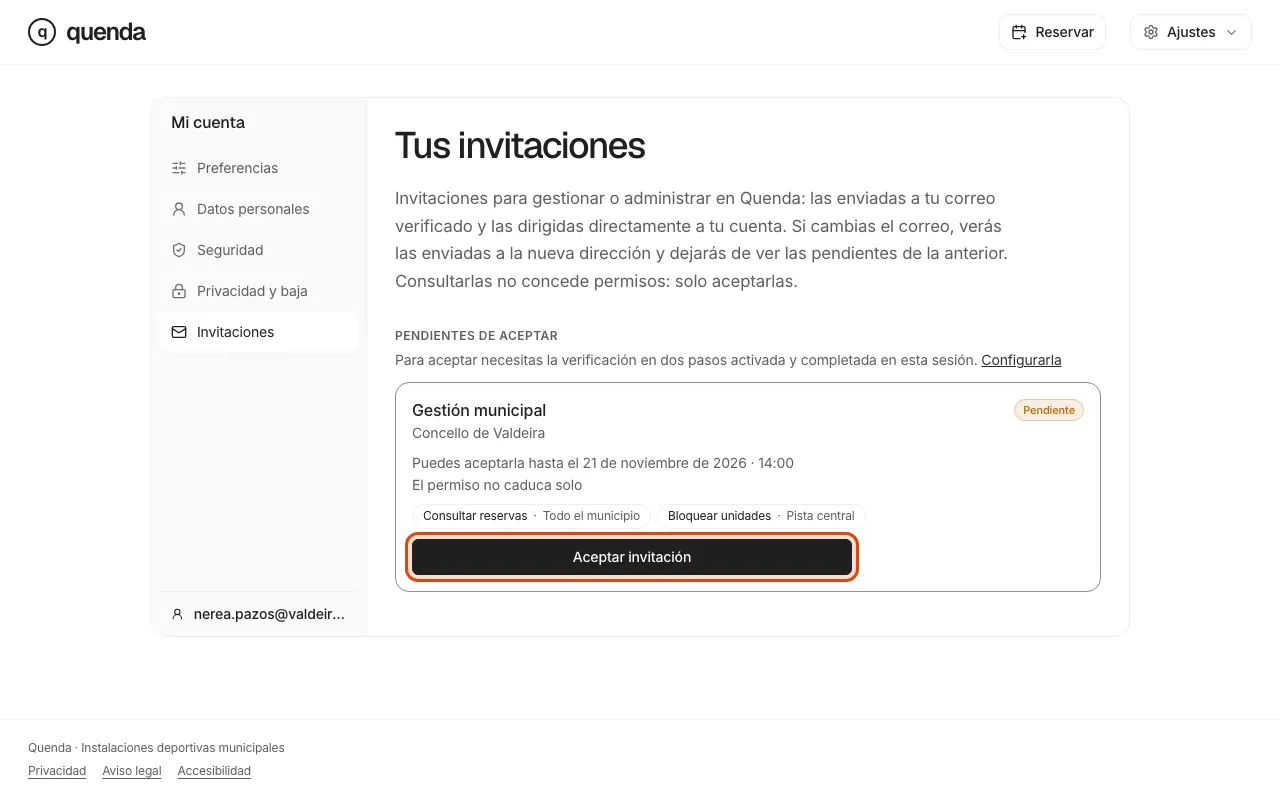 q quenda
Reservar
Ajustes
Mi cuenta
Preferencias
Datos personales
Seguridad
Privacidad y baja
Invitaciones
nerea.pazos@valdeir...
Tus invitaciones
Invitaciones para gestionar o administrar en Quenda: las enviadas a tu correo
verificado y las dirigidas directamente a tu cuenta. Si cambias el correo, verás
las enviadas a la nueva dirección y dejarás de ver las pendientes de la anterior.
Consultarlas no concede permisos: solo aceptarlas.
PENDIENTES DE ACEPTAR
Para aceptar necesitas la verificación en dos pasos activada y completada en esta sesión. Configurarla
Gestión municipal
Pendiente
Concello de Valdeira
Puedes aceptarla hasta el 21 de noviembre de 2026 · 14:00
El permiso no caduca solo
Consultar reservas · Todo el municipio
Bloquear unidades · Pista central
Aceptar invitación
Quenda · Instalaciones deportivas municipales
Privacidad Aviso legal Accesibilidad